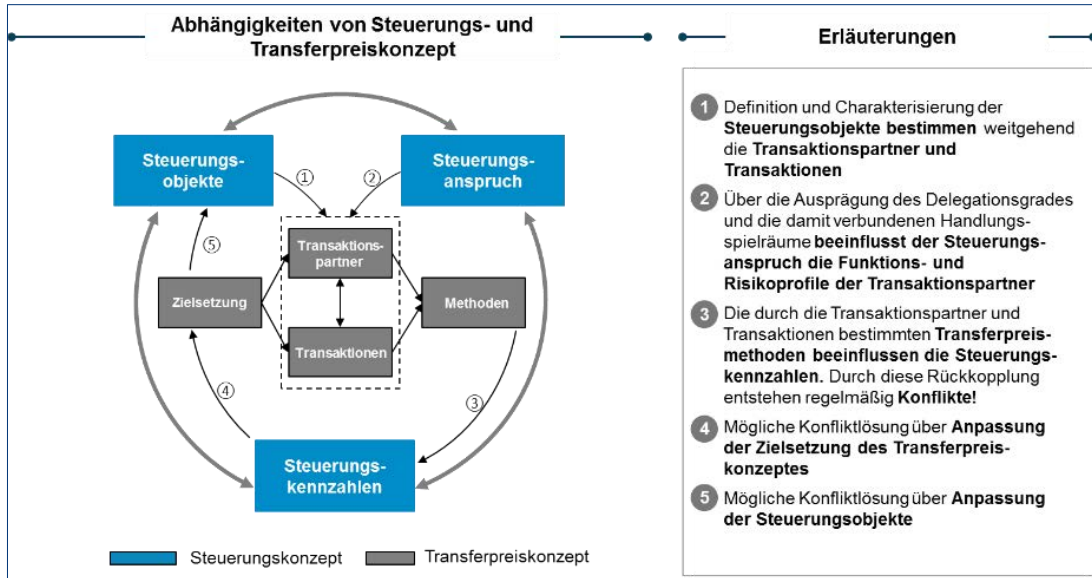 Abhängigkeiten von Steuerungs- und
Transferpreiskonzept
Steuerungs-
objekte
①
②
Steuerungs-
anspruch
⑤
Transaktions-
partner
Zielsetzung
Methoden
Transaktionen
④
③
Steuerungs-
kennzahlen
Steuerungskonzept
Transferpreiskonzept
Erläuterungen
1 Definition und Charakterisierung der
Steuerungsobjekte bestimmen weitgehend
die Transaktionspartner und
Transaktionen
2 Über die Ausprägung des Delegationsgrades
und die damit verbundenen Handlungs-
spielräume beeinflusst der Steuerungs-
anspruch die Funktions- und
Risikoprofile der Transaktionspartner
3 Die durch die Transaktionspartner und
Transaktionen bestimmten Transferpreis-
methoden beeinflussen die Steuerungs-
kennzahlen. Durch diese Rückkopplung
entstehen regelmäßig Konflikte!
4 Mögliche Konfliktlösung über Anpassung
der Zielsetzung des Transferpreis-
konzeptes
5 Mögliche Konfliktlösung über Anpassung
der Steuerungsobjekte